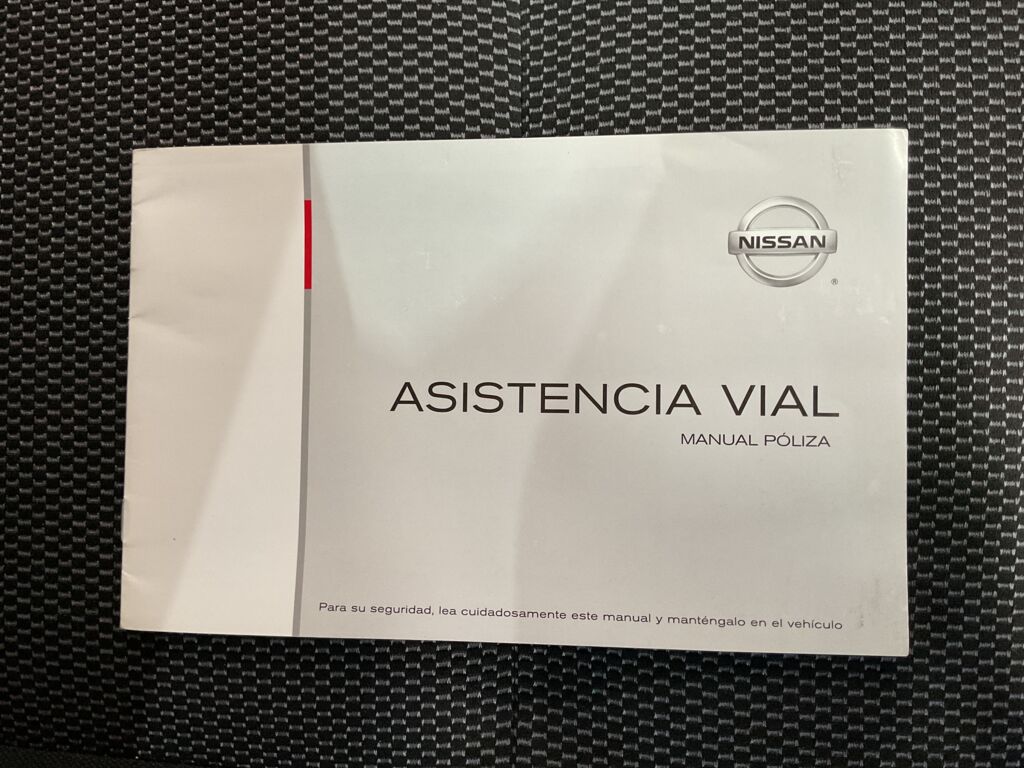 NISSAN
®
ASISTENCIA VIAL
MANUAL PÓLIZA
Para su seguridad, lea cuidadosamente este manual y manténgalo en el vehículo